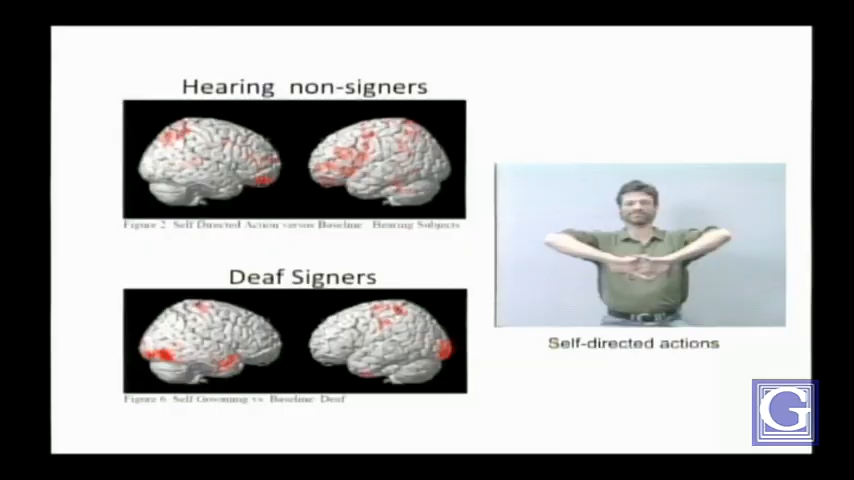 Hearing non-signers
Figure 2 Self Directed Action versus Baseline Hearing Subjects
Deaf Signers
Figure 6 Self Grooming vs Baseline Deaf
Self-directed actions
G